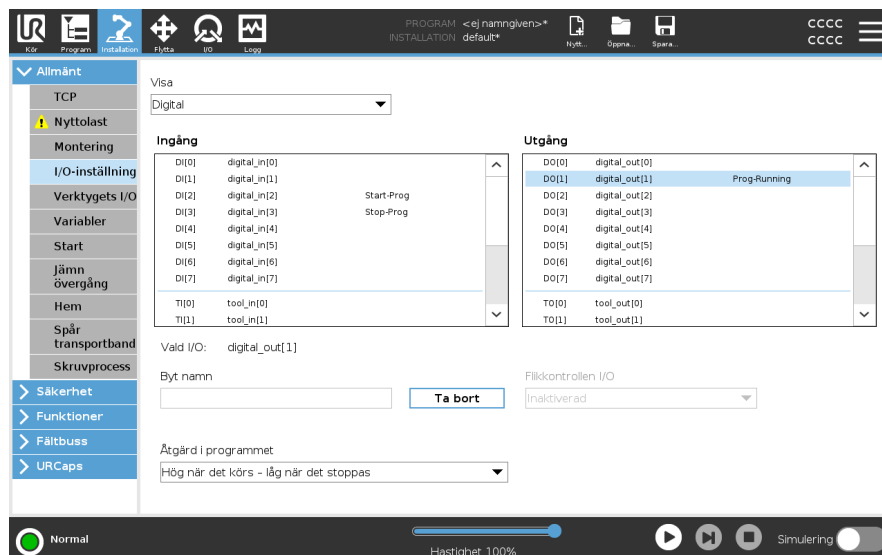 PROGRAM <ej namngiven>*
INSTALLATION default*
CCCC
CCCC
Kör
Program
Installation
Flytta
I/O
Logg
Nytt...
Öppna...
Spara...
Allmänt
TCP
Nyttolast
Montering
I/O-inställning
Verktygets I/O
Variabler
Start
Jämn
övergång
Hem
Spår
transportband
Skruvprocess
Säkerhet
Funktioner
Fältbuss
URCaps
Visa
Digital
Ingång
DI[0] digital_in[0]
DI[1] digital_in[1]
DI[2] digital_in[2] Start-Prog
DI[3] digital_in[3] Stop-Prog
DI[4] digital_in[4]
DI[5] digital_in[5]
DI[6] digital_in[6]
DI[7] digital_in[7]
TI[0] tool_in[0]
TI[1] tool_in[1]
Utgång
DO[0] digital_out[0]
DO[1] digital_out[1] Prog-Running
DO[2] digital_out[2]
DO[3] digital_out[3]
DO[4] digital_out[4]
DO[5] digital_out[5]
DO[6] digital_out[6]
DO[7] digital_out[7]
TO[0] tool_out[0]
TO[1] tool_out[1]
Vald I/O: digital_out[1]
Byt namn
Ta bort
Flikkontrollen I/O
Inaktiverad
Åtgärd i programmet
Hög när det körs – låg när det stoppas
Normal
Hastighet 100%
Simulering